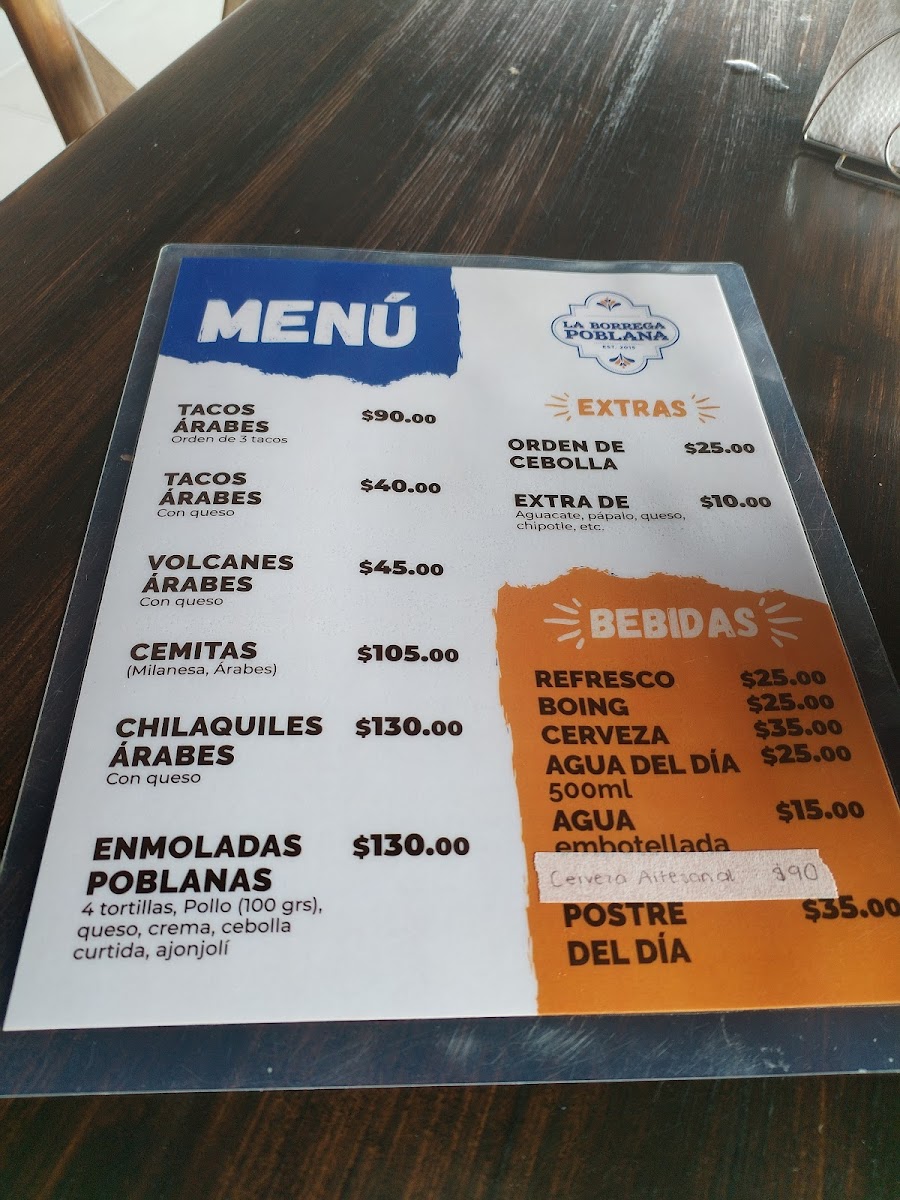 MENÚ
TACOS
ÁRABES $90.00
Orden de 3 tacos
TACOS
ÁRABES $40.00
Con queso
VOLCANES
ÁRABES $45.00
Con queso
CEMITAS $105.00
(Milanesa, Árabes)
CHILAQUILES $130.00
ÁRABES
Con queso
ENMOLADAS $130.00
POBLANAS
4 tortillas, Pollo (100 grs),
queso, crema, cebolla
curtida, ajonjolí
LA BORREGA
POBLANA
EST. 2015
EXTRAS
ORDEN DE $25.00
CEBOLLA
EXTRA DE $10.00
Aguacate, pápalo, queso,
chipotle, etc.
BEBIDAS
REFRESCO $25.00
BOING $25.00
CERVEZA $35.00
AGUA DEL DÍA $25.00
500ml
AGUA $15.00
embotellada
Cerveza Artesanal $90
POSTRE $35.00
DEL DÍA